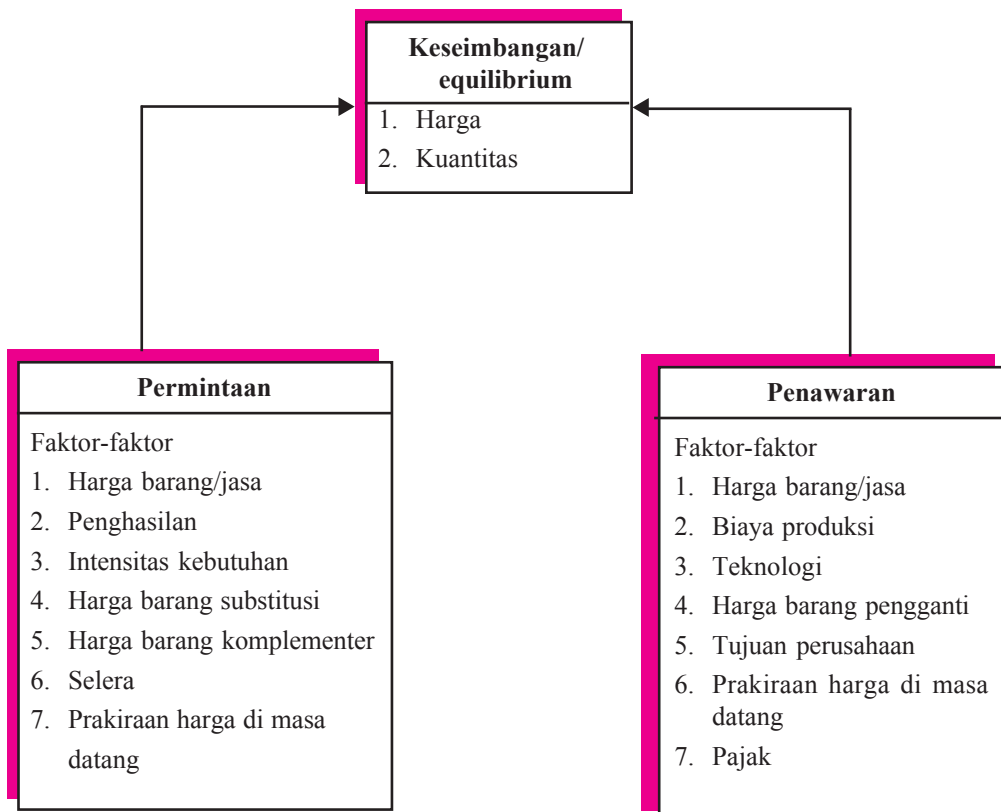 Keseimbangan/
equilibrium
1. Harga
2. Kuantitas
Permintaan
Faktor-faktor
1. Harga barang/jasa
2. Penghasilan
3. Intensitas kebutuhan
4. Harga barang substitusi
5. Harga barang komplementer
6. Selera
7. Prakiraan harga di masa
datang
Penawaran
Faktor-faktor
1. Harga barang/jasa
2. Biaya produksi
3. Teknologi
4. Harga barang pengganti
5. Tujuan perusahaan
6. Prakiraan harga di masa
datang
7. Pajak